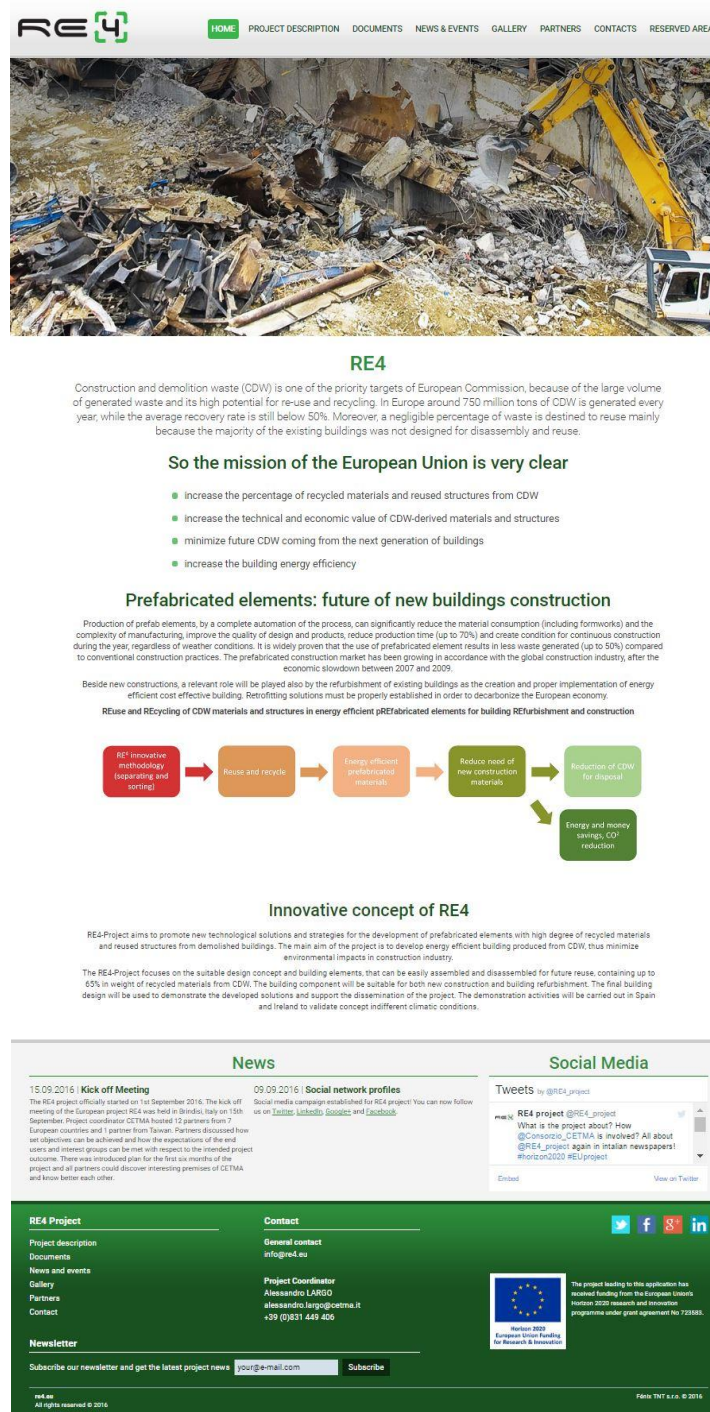 RE4
HOME PROJECT DESCRIPTION DOCUMENTS NEWS & EVENTS GALLERY PARTNERS CONTACTS RESERVED AREA
RE4
Construction and demolition waste (CDW) is one of the priority targets of European Commission, because of the large volume
of generated waste and its high potential for re-use and recycling. In Europe around 750 million tons of CDW is generated every
year, while the average recovery rate is still below 50%. Moreover, a negligible percentage of waste is destined to reuse mainly
because the majority of the existing buildings was not designed for disassembly and reuse.
So the mission of the European Union is very clear
increase the percentage of recycled materials and reused structures from CDW
increase the technical and economic value of CDW-derived materials and structures
minimize future CDW coming from the next generation of buildings
increase the building energy efficiency
Prefabricated elements: future of new buildings construction
Production of prefab elements, by a complete automation of the process, can significantly reduce the material consumption (including formworks) and the
complexity of manufacturing, improve the quality of design and products, reduce production time (up to 70%) and create condition for continuous construction
during the year, regardless of weather conditions. It is widely proven that the use of prefabricated element results in less waste generated (up to 50%) compared
to conventional construction practices. The prefabricated construction market has been growing in accordance with the global construction industry, after the
economic slowdown between 2007 and 2009.
Beside new constructions, a relevant role will be played also by the refurbishment of existing buildings as the creation and proper implementation of energy
efficient cost effective building. Retrofitting solutions must be properly established in order to decarbonize the European economy.
REuse and REcycling of CDW materials and structures in energy efficient pREfabricated elements for building REfurbishment and construction
RE⁴ innovative
methodology
(separating and
sorting)
Reuse and recycle
Energy efficient
prefabricated
materials
Reduce need of
new construction
materials
Reduction of CDW
for disposal
Energy and money
savings, CO²
reduction
Innovative concept of RE4
RE4-Project aims to promote new technological solutions and strategies for the development of prefabricated elements with high degree of recycled materials
and reused structures from demolished buildings. The main aim of the project is to develop energy efficient building produced from CDW, thus minimize
environmental impacts in construction industry.
The RE4-Project focuses on the suitable design concept and building elements, that can be easily assembled and disassembled for future reuse, containing up to
65% in weight of recycled materials from CDW. The building component will be suitable for both new construction and building refurbishment. The final building
design will be used to demonstrate the developed solutions and support the dissemination of the project. The demonstration activities will be carried out in Spain
and Ireland to validate concept indifferent climatic conditions.
News
15.09.2016 | Kick off Meeting
The RE4 project officially started on 1st September 2016. The kick off
meeting of the European project RE4 was held in Brindisi, Italy on 15th
September. Project coordinator CETMA hosted 12 partners from 7
European countries and 1 partner from Taiwan. Partners discussed how
set objectives can be achieved and how the expectations of the end
users and interest groups can be met with respect to the intended project
outcome. There was introduced plan for the first six months of the
project and all partners could discover interesting premises of CETMA
and know better each other.
09.09.2016 | Social network profiles
Social media campaign established for RE4 project! You can now follow
us on Twitter, LinkedIn, Google+ and Facebook.
Social Media
Tweets by @RE4_project
RE4 project @RE4_project
What is the project about? How
@Consorzio_CETMA is involved? All about
@RE4_project again in intalian newspapers!
#horizon2020 #EUproject
Embed View on Twitter
RE4 Project
Project description
Documents
News and events
Gallery
Partners
Contact
Contact
General contact
info@re4.eu
Project Coordinator
Alessandro LARGO
alessandro.largo@cetma.it
+39 (0)831 449 406
f 8+ in
Horizon 2020
European Union Funding
for Research & Innovation
The project leading to this application has
received funding from the European Union's
Horizon 2020 research and innovation
programme under grant agreement No 723583.
Newsletter
Subscribe our newsletter and get the latest project news your@e-mail.com Subscribe
re4.eu
All rights reserved © 2016
Fénix TNT s.r.o. © 2016